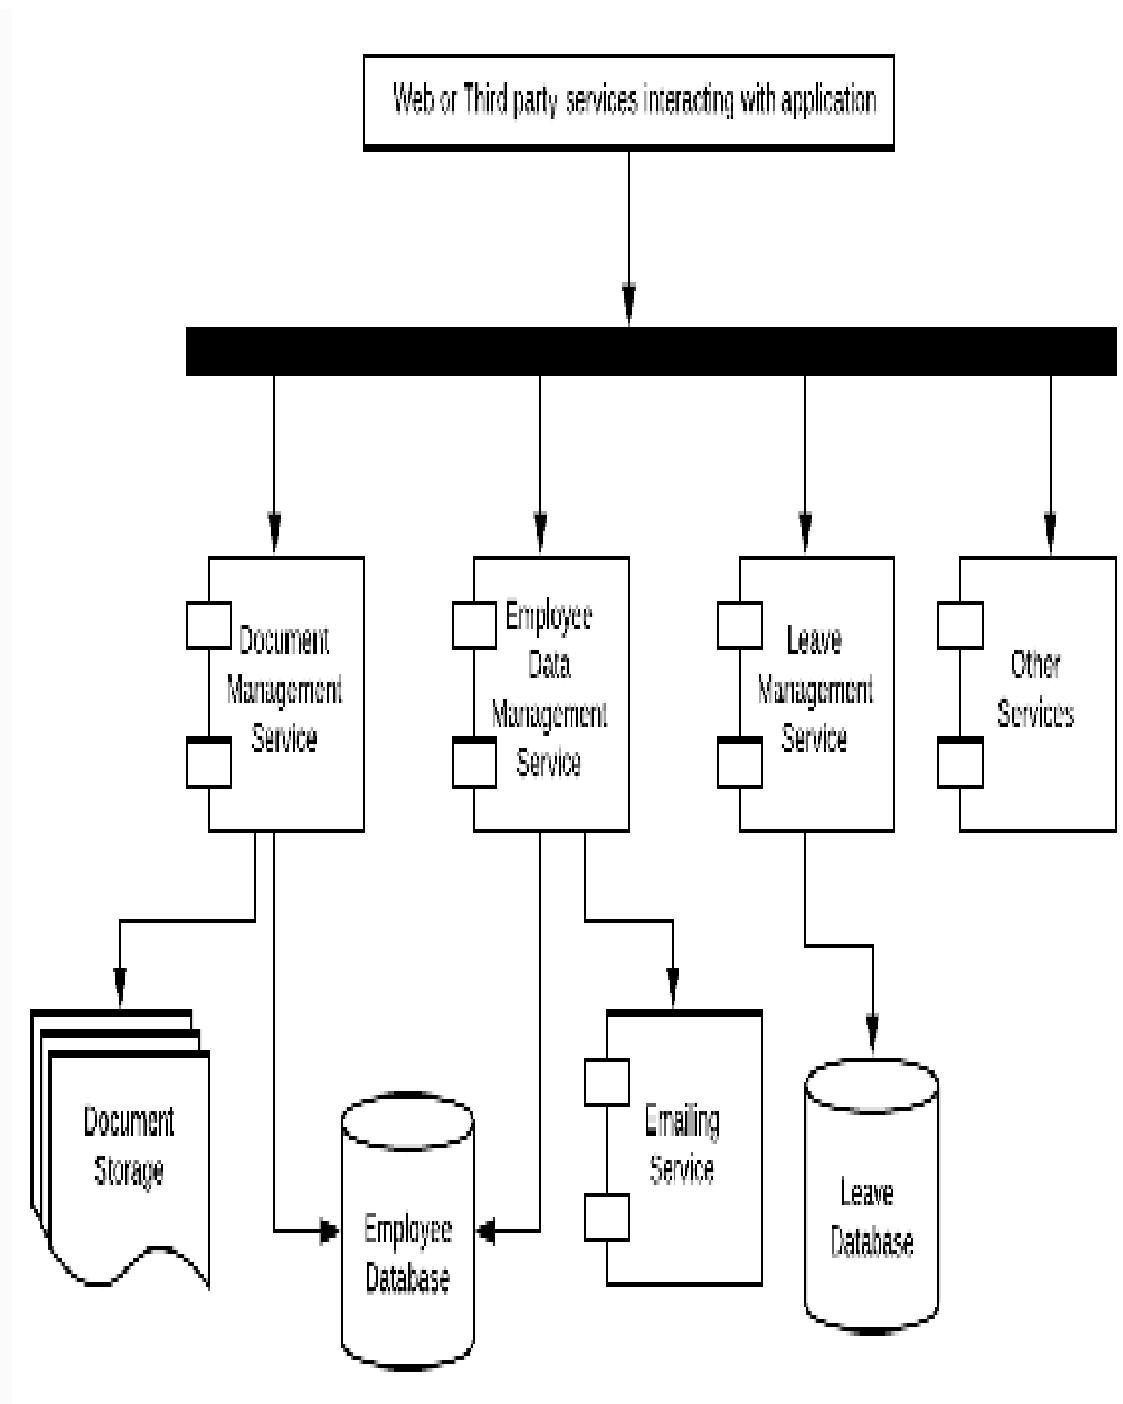 Web or Third party services interacting with application
Document
Management
Service
Employee
Data
Management
Service
Leave
Management
Service
Other
Services
Document
Storage
Employee
Database
Emailing
Service
Leave
Database